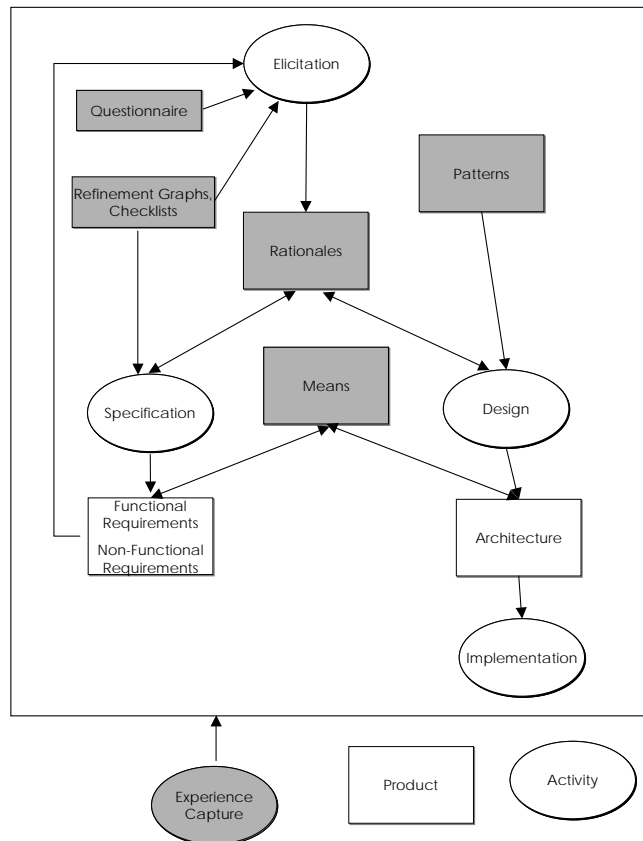 Elicitation
Questionnaire
Refinement Graphs,
Checklists
Patterns
Rationales
Means
Specification
Design
Functional
Requirements
Non-Functional
Requirements
Architecture
Implementation
Experience
Capture
Product
Activity